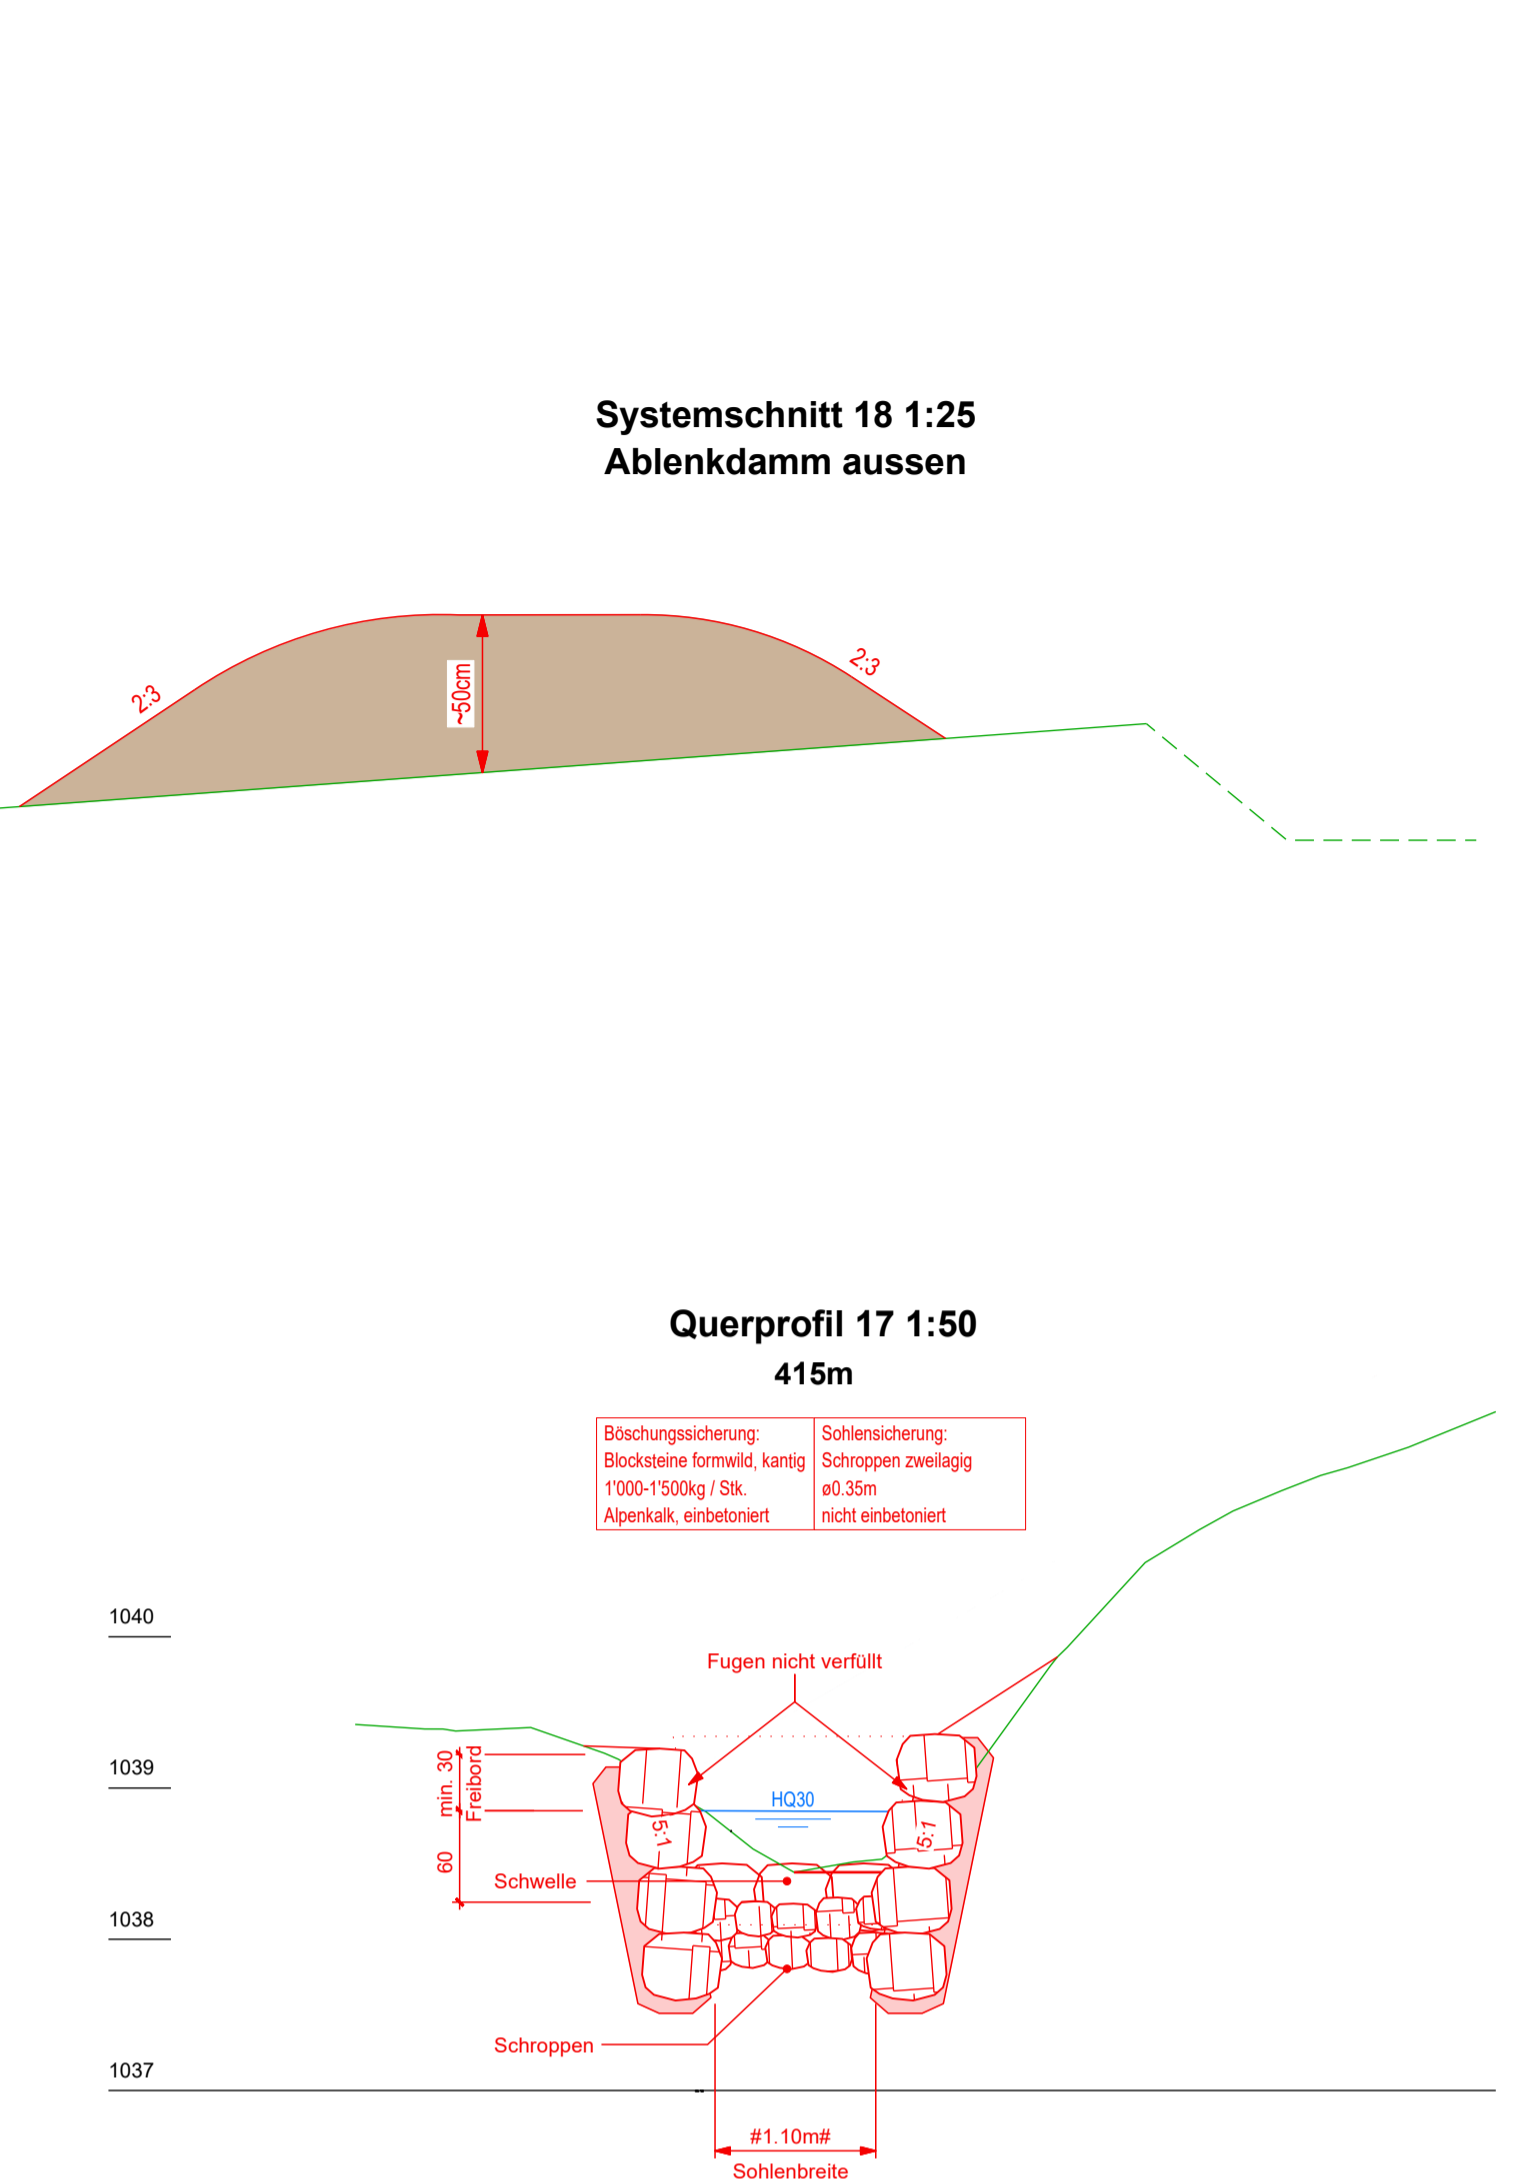 Systemschnitt 18 1:25
Ablenkdamm aussen
2:3
2:3
~50cm
Querprofil 17 1:50
415m
Böschungssicherung:
Blocksteine formwild, kantig
1'000-1'500kg / Stk.
Alpenkalk, einbetoniert
Sohlensicherung:
Schroppen zweilagig
ø0.35m
nicht einbetoniert
1040
Fugen nicht verfüllt
1039
min. 30
Freibord
HQ30
5:1
5:1
60
Schwelle
1038
Schroppen
1037
#1.10m#
Sohlenbreite